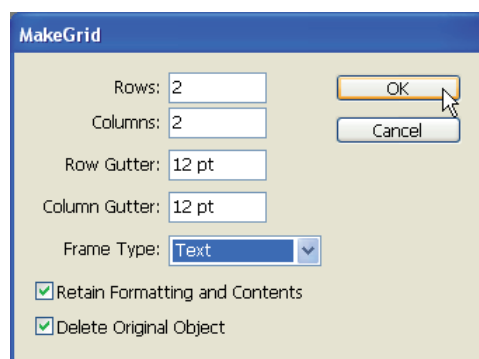 MakeGrid
Rows: 2
OK
Columns: 2
Cancel
Row Gutter: 12 pt
Column Gutter: 12 pt
Frame Type: Text
Retain Formatting and Contents
Delete Original Object